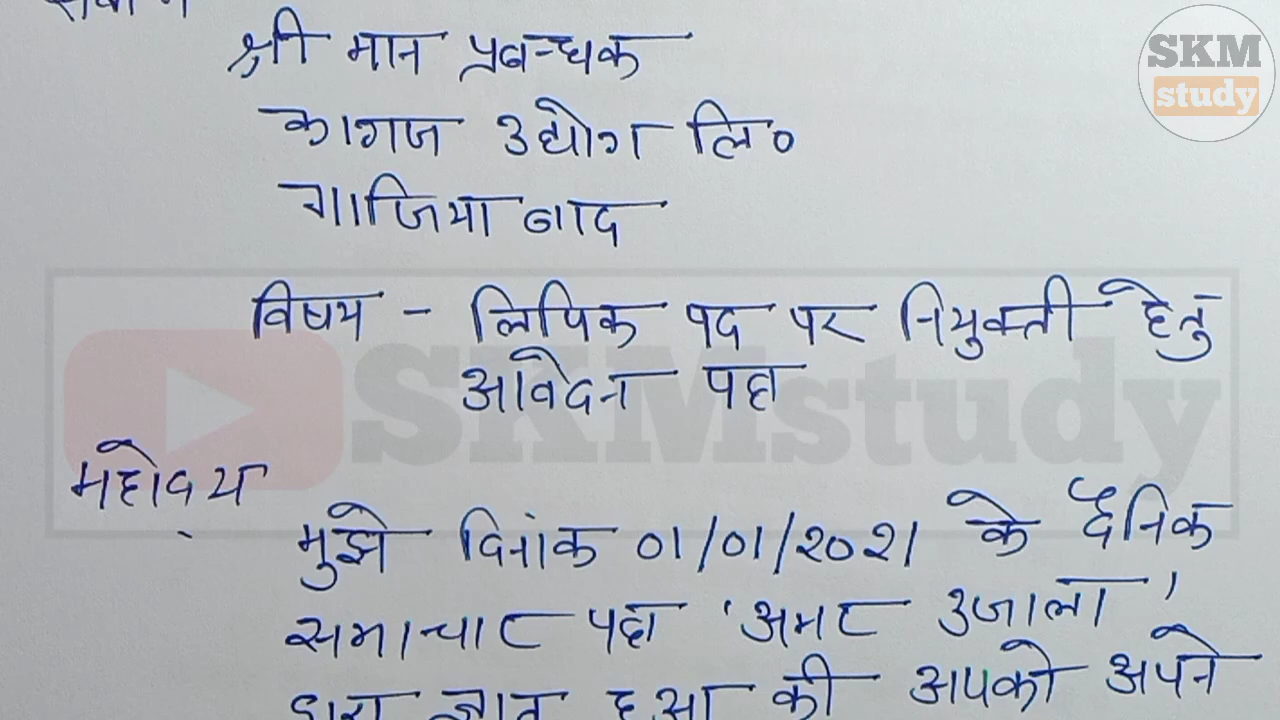 श्री मान प्रबन्धक
कागज उद्योग लि०
गाजियाबाद
विषय - लिपिक पद पर नियुक्ती हेतु
आवेदन पत्र
महोदय
मुझे दिनांक 01/01/2021 के दैनिक
समाचार पत्र 'अमर उजाला'
द्वारा ज्ञात हुआ की आपको अपने
SKM
study
SKMstudy